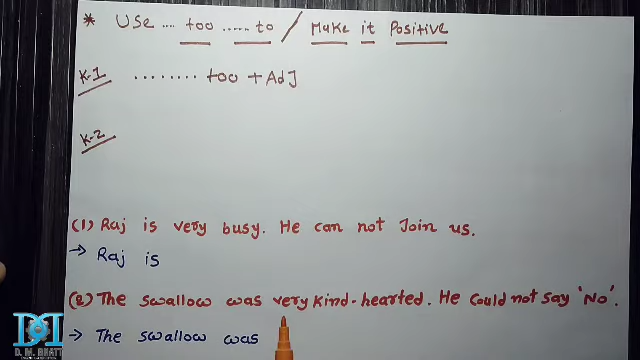 * Use .... too ...... to / Make it Positive
K-1 ........ too + Adj
K-2
(1) Raj is very busy. He can not Join us.
→ Raj is
(2) The swallow was very kind-hearted. He could not say 'No'.
→ The swallow was
D. M. BHATT